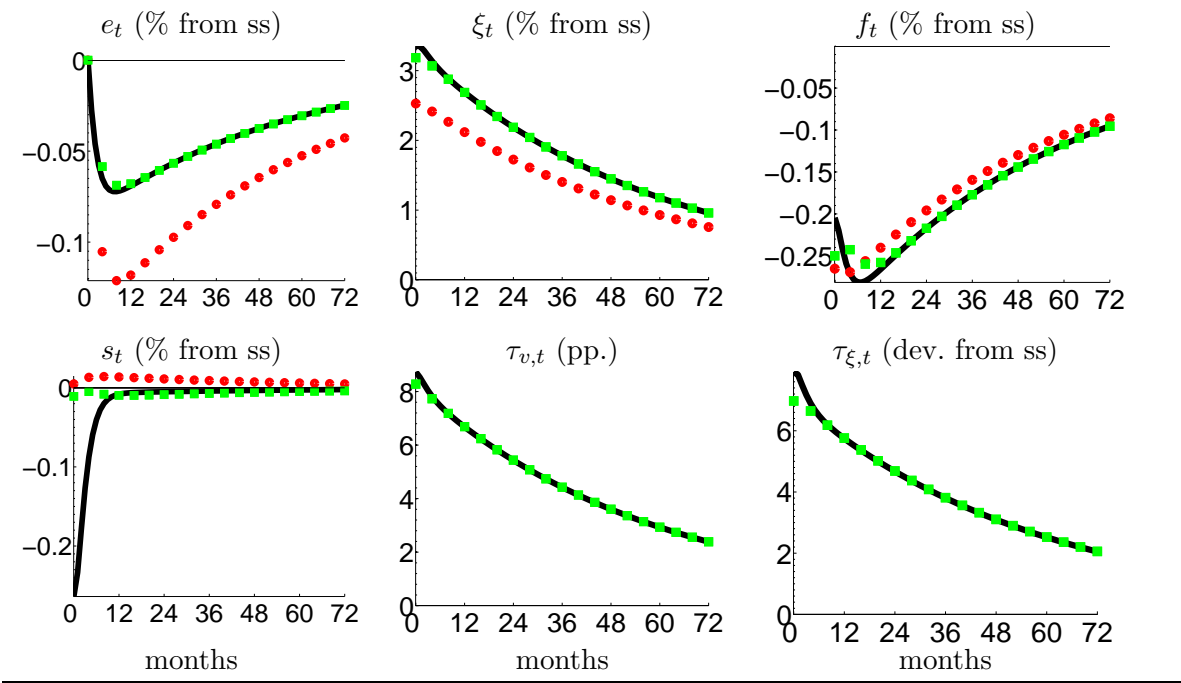 e_t (% from ss)
ξ_t (% from ss)
f_t (% from ss)
0
−0.05
−0.1
0 12 24 36 48 60 72
3
2
1
0
0 12 24 36 48 60 72
−0.05
−0.1
−0.15
−0.2
−0.25
0 12 24 36 48 60 72
s_t (% from ss)
τ_{v,t} (pp.)
τ_{ξ,t} (dev. from ss)
0
−0.1
−0.2
0 12 24 36 48 60 72
8
6
4
2
0
0 12 24 36 48 60 72
6
4
2
0
0 12 24 36 48 60 72
months
months